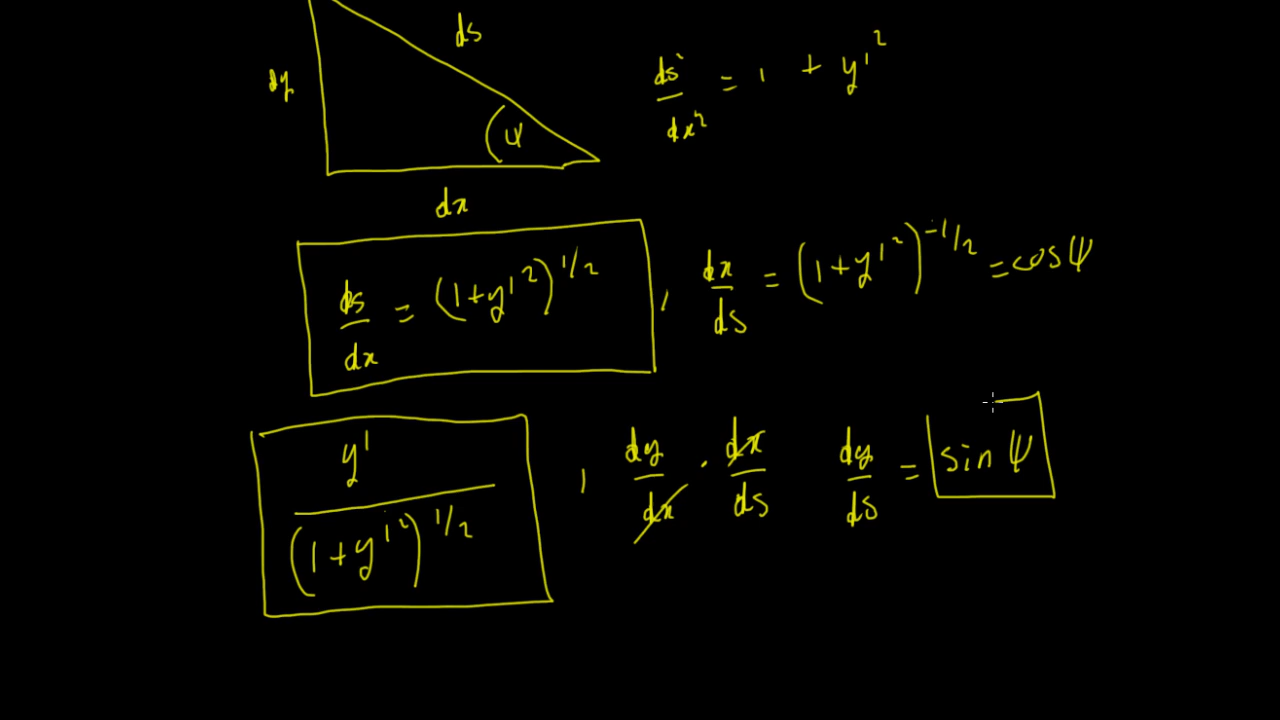 ds
dy
ψ
dx
ds²/dx² = 1 + y'²
ds/dx = (1+y'²)^1/2 , dx/ds = (1+y'²)^-1/2 = cosψ
y'/(1+y'²)^1/2 , dy/dx · dx/ds dy/ds = sin ψ